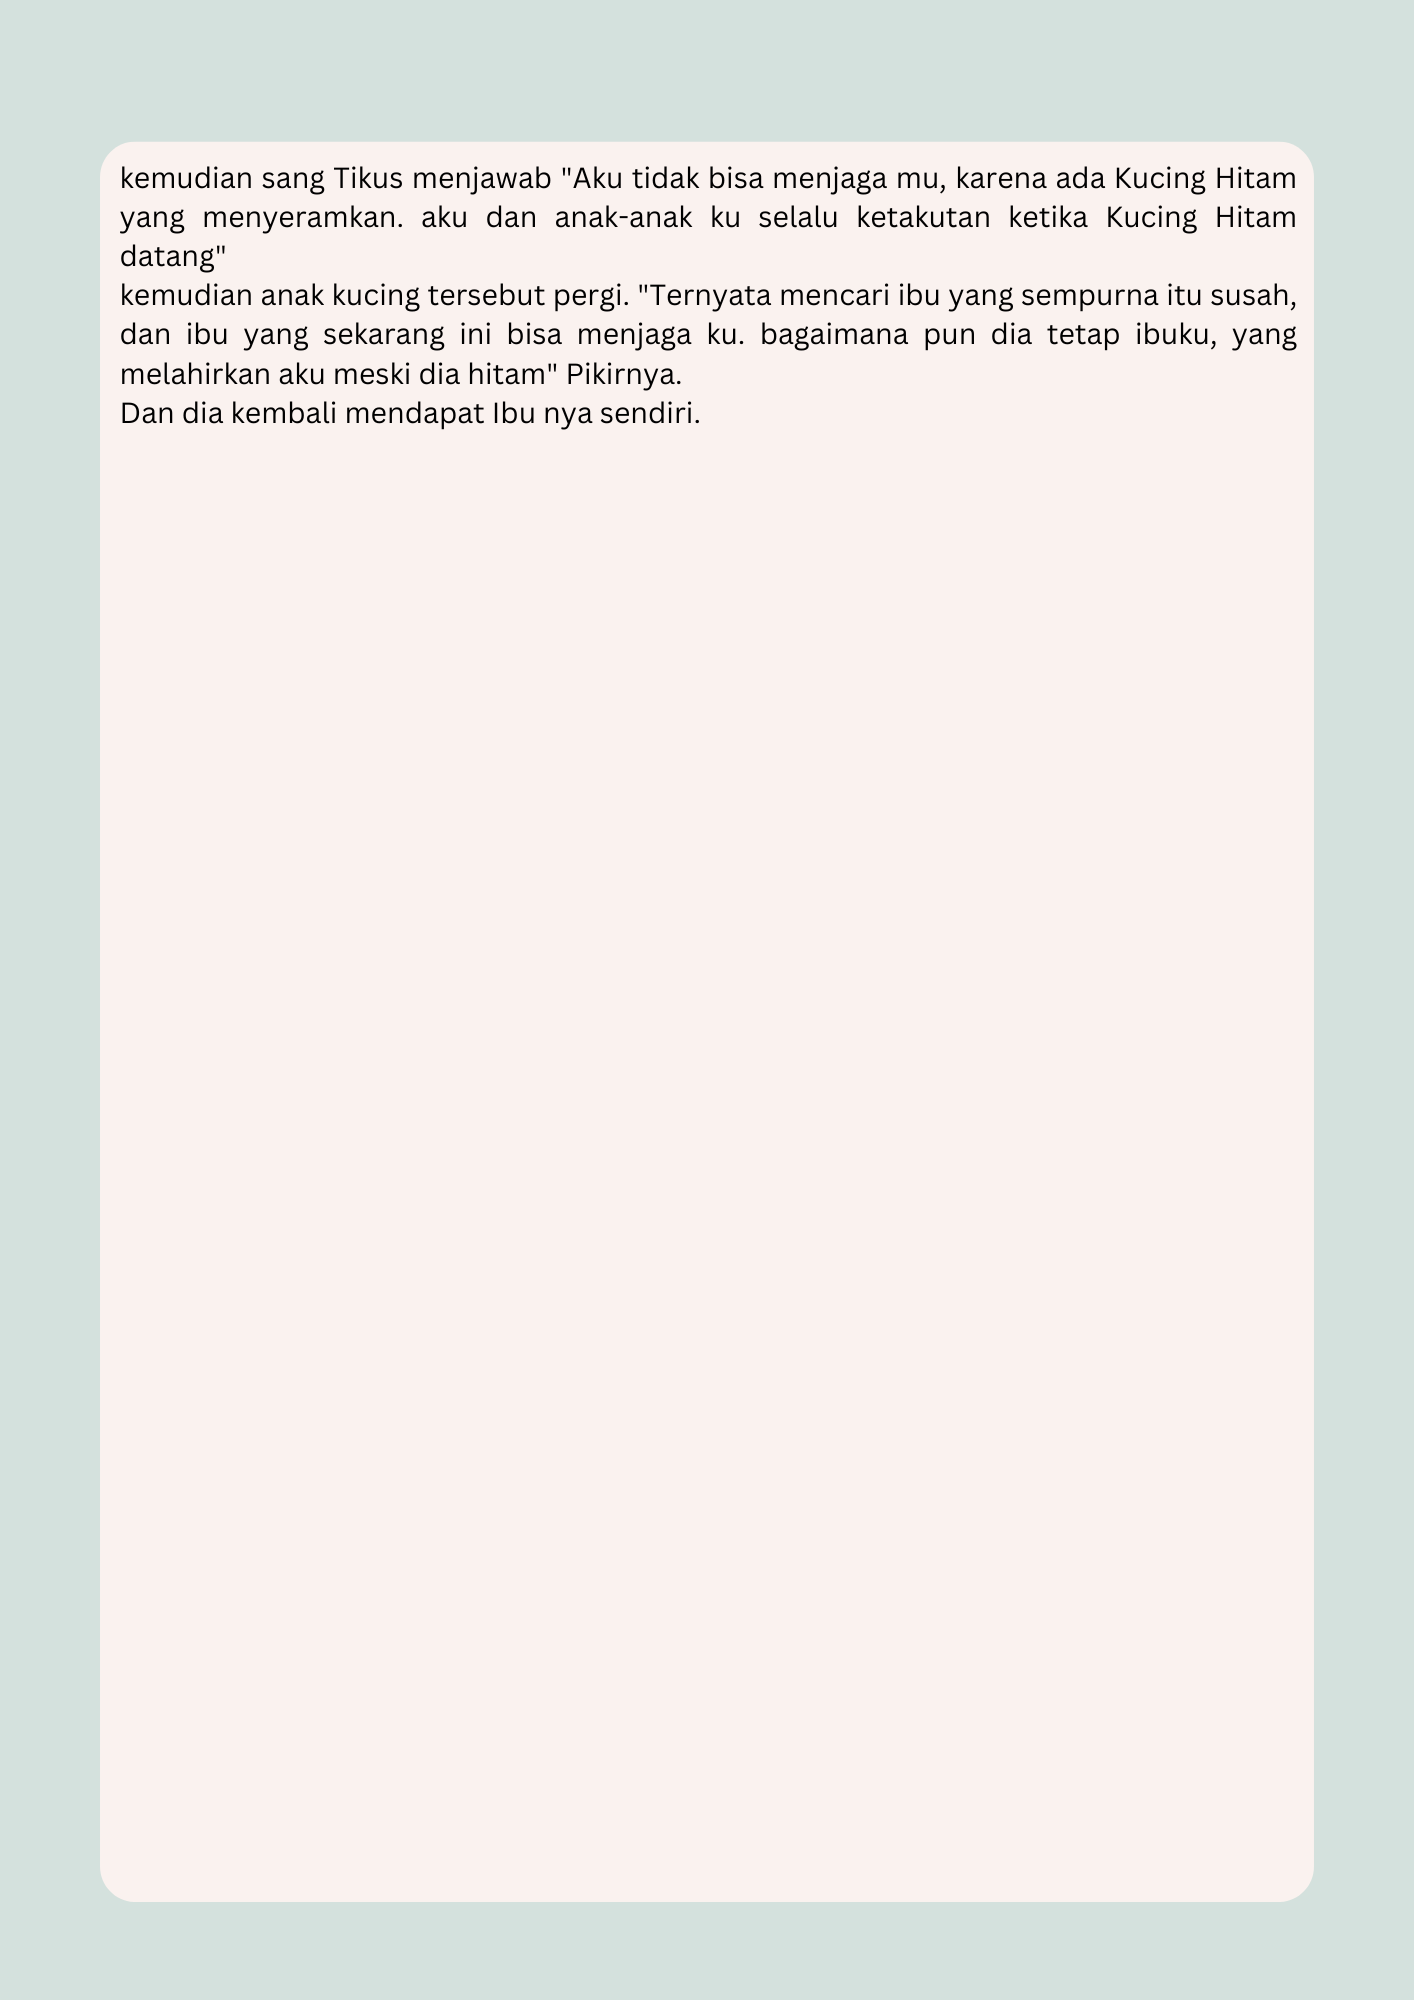 kemudian sang Tikus menjawab "Aku tidak bisa menjaga mu, karena ada Kucing Hitam
yang menyeramkan. aku dan anak-anak ku selalu ketakutan ketika Kucing Hitam
datang"
kemudian anak kucing tersebut pergi. "Ternyata mencari ibu yang sempurna itu susah,
dan ibu yang sekarang ini bisa menjaga ku. bagaimana pun dia tetap ibuku, yang
melahirkan aku meski dia hitam" Pikirnya.
Dan dia kembali mendapat Ibu nya sendiri.